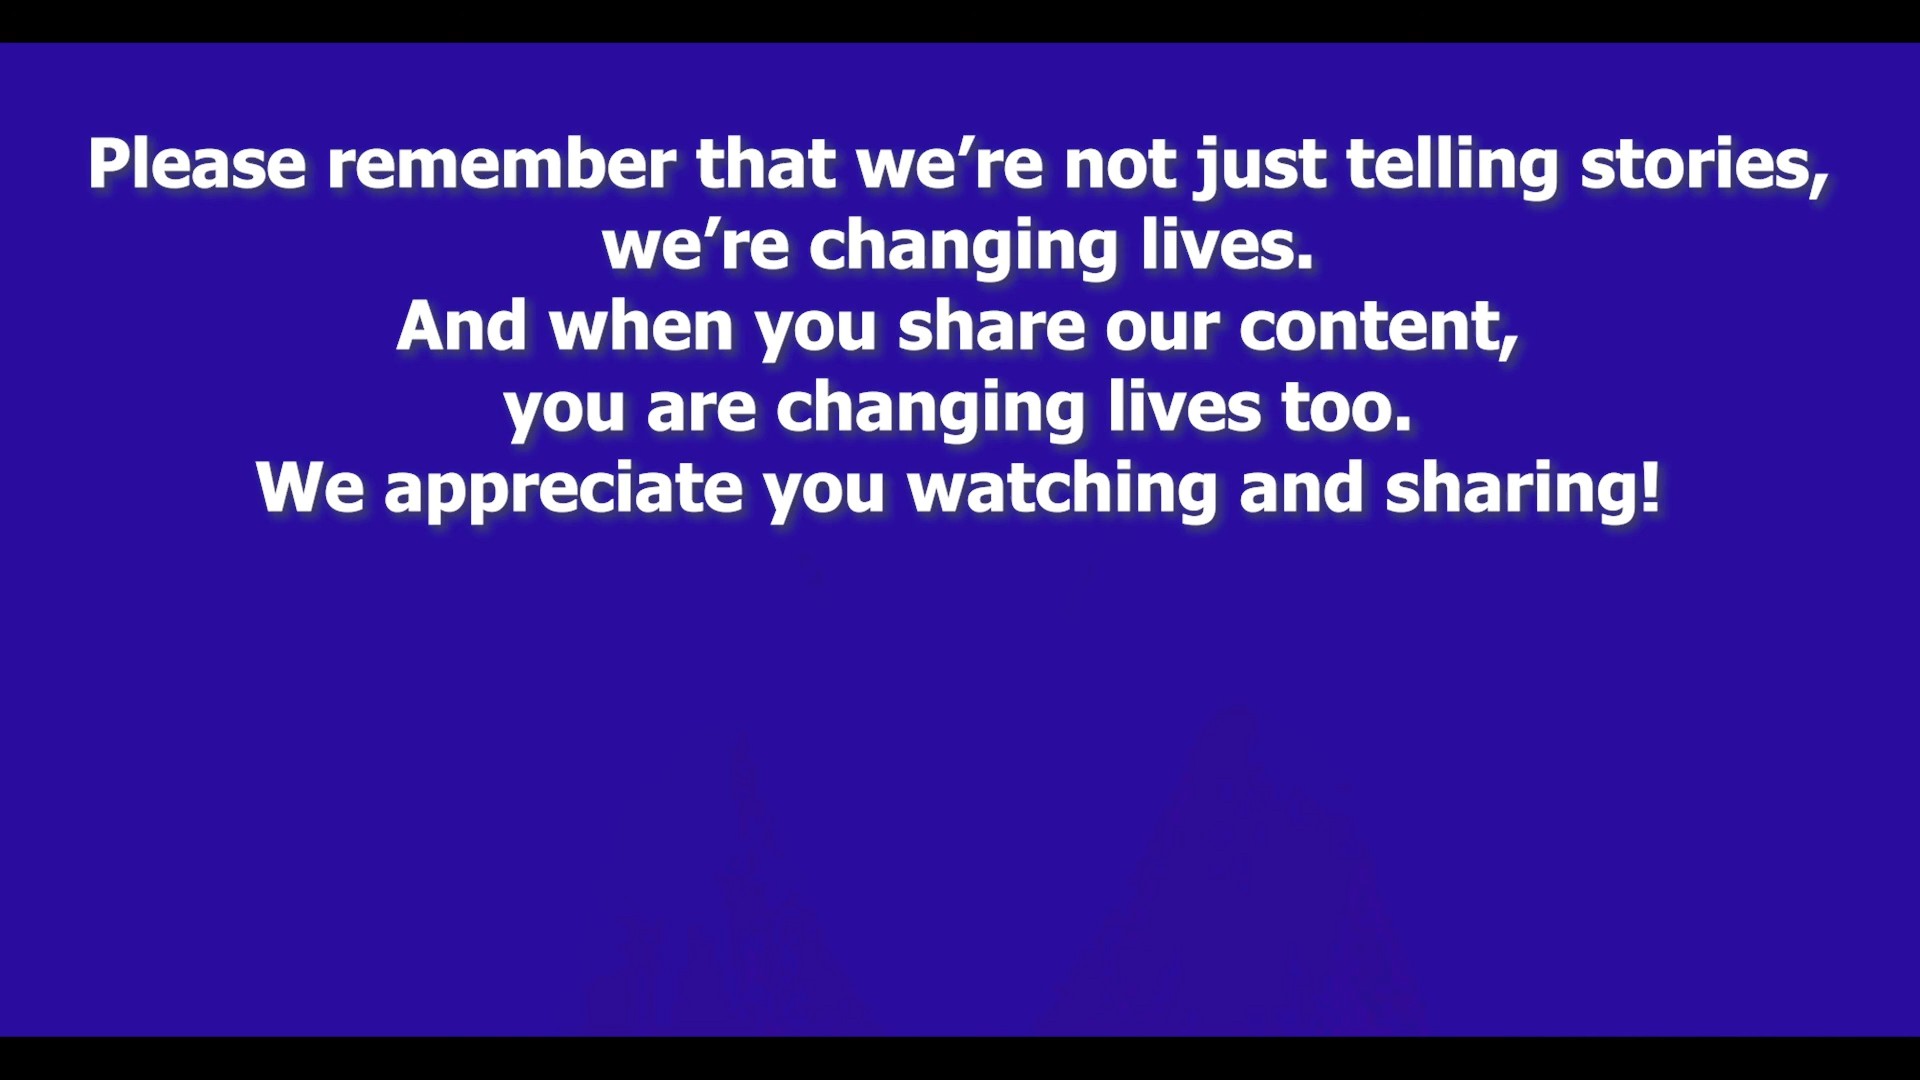 Please remember that we’re not just telling stories,
we’re changing lives.
And when you share our content,
you are changing lives too.
We appreciate you watching and sharing!